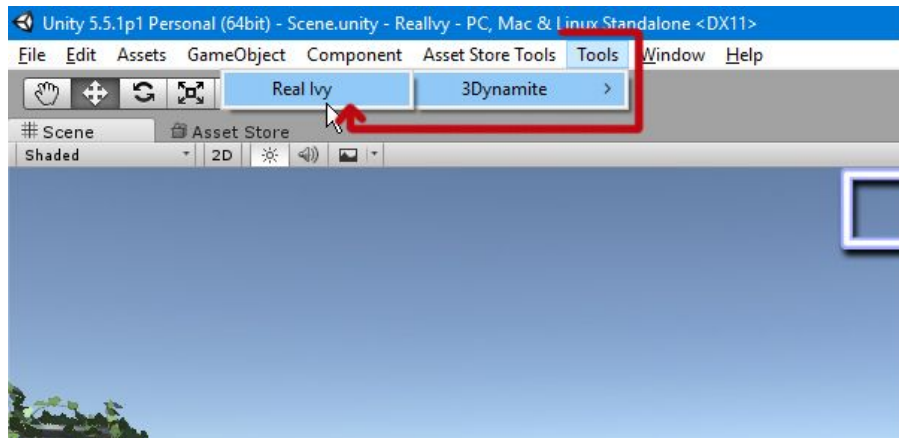 Unity 5.5.1p1 Personal (64bit) - Scene.unity - RealIvy - PC, Mac & Linux Standalone <DX11>
File Edit Assets GameObject Component Asset Store Tools Tools Window Help
Real Ivy 3Dynamite >
Scene Asset Store
Shaded 2D